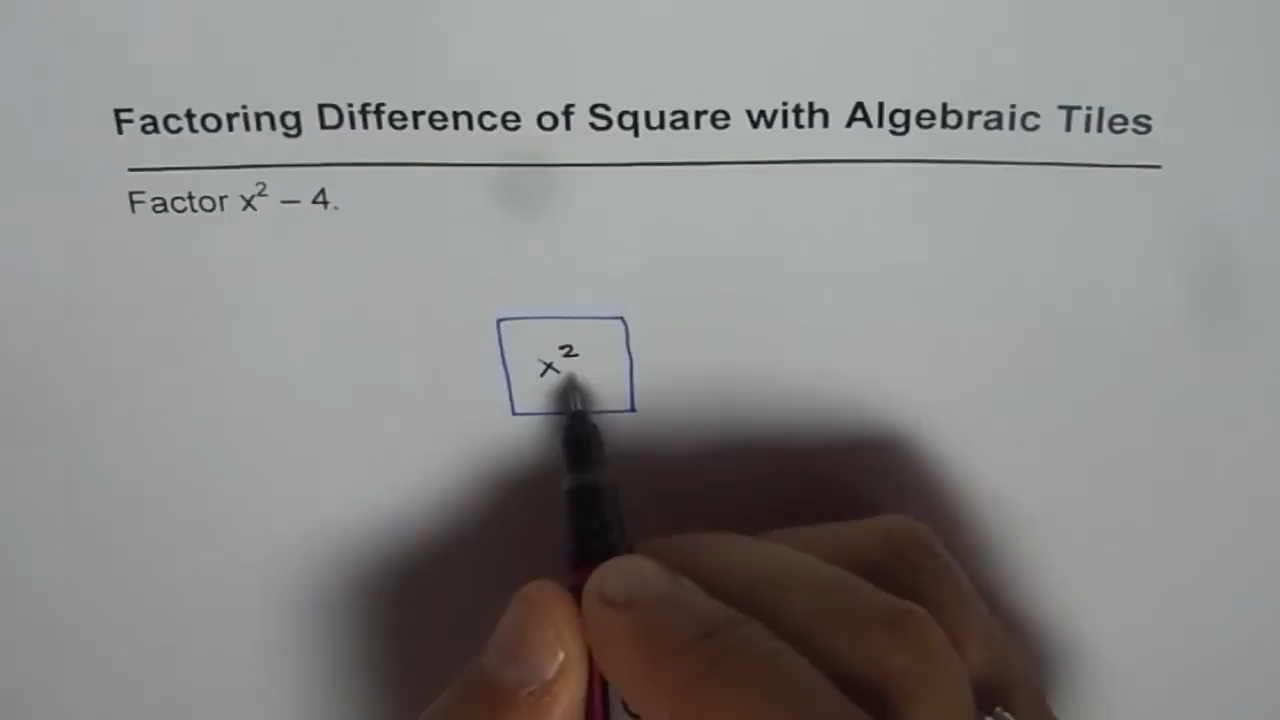 Factoring Difference of Square with Algebraic Tiles
Factor x² – 4.
x²